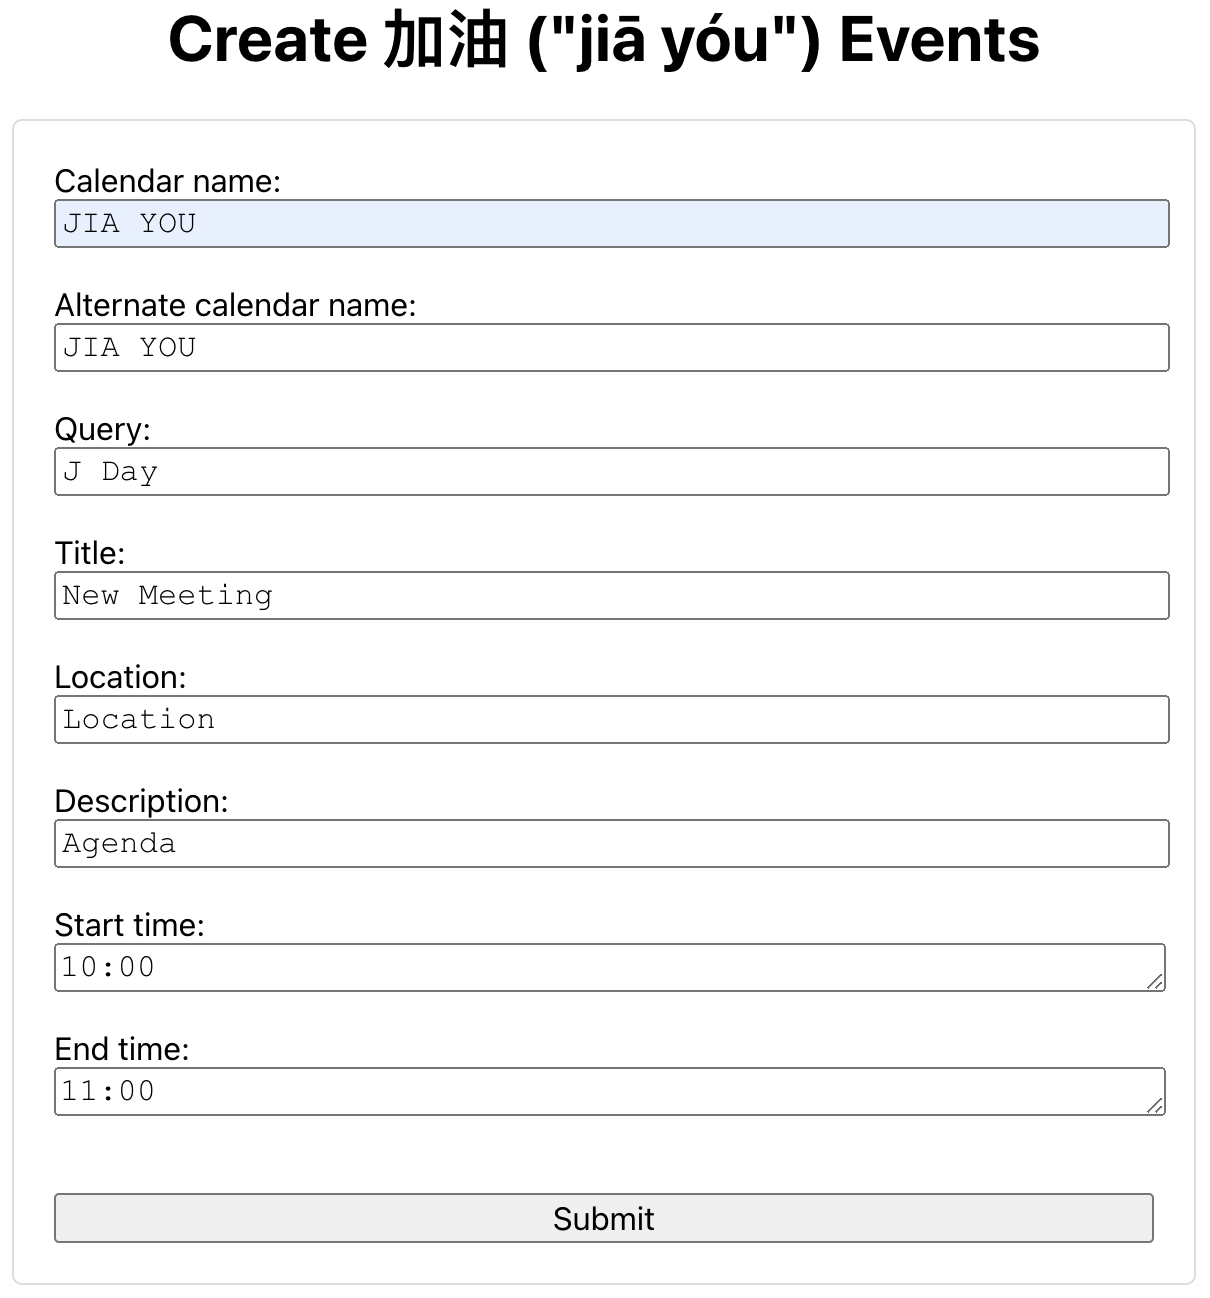 Create 加油 ("jiā yóu") Events
Calendar name:
JIA YOU
Alternate calendar name:
JIA YOU
Query:
J Day
Title:
New Meeting
Location:
Location
Description:
Agenda
Start time:
10:00
End time:
11:00
Submit